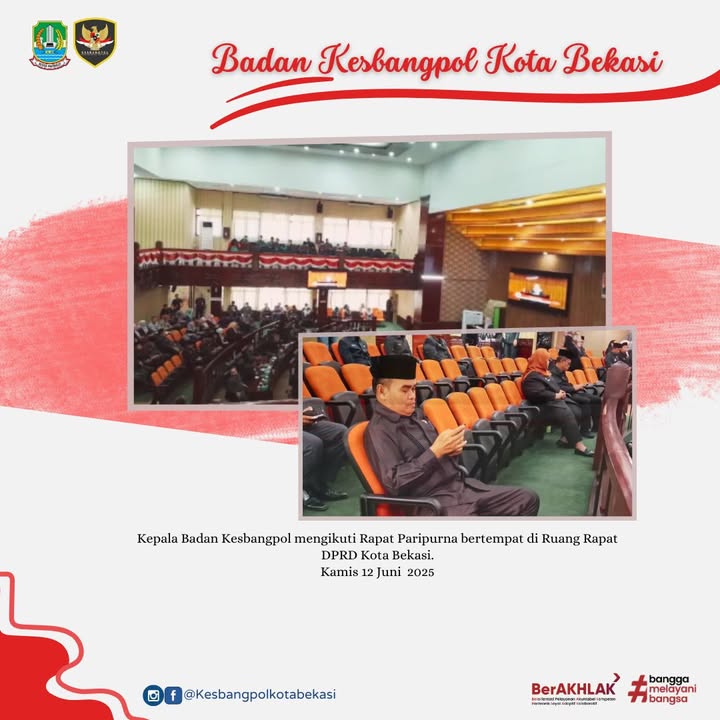 Badan Kesbangpol Kota Bekasi
Kepala Badan Kesbangpol mengikuti Rapat Paripurna bertempat di Ruang Rapat
DPRD Kota Bekasi.
Kamis 12 Juni 2025
@Kesbangpolkotabekasi
BerAKHLAK
#bangga
melayani
bangsa